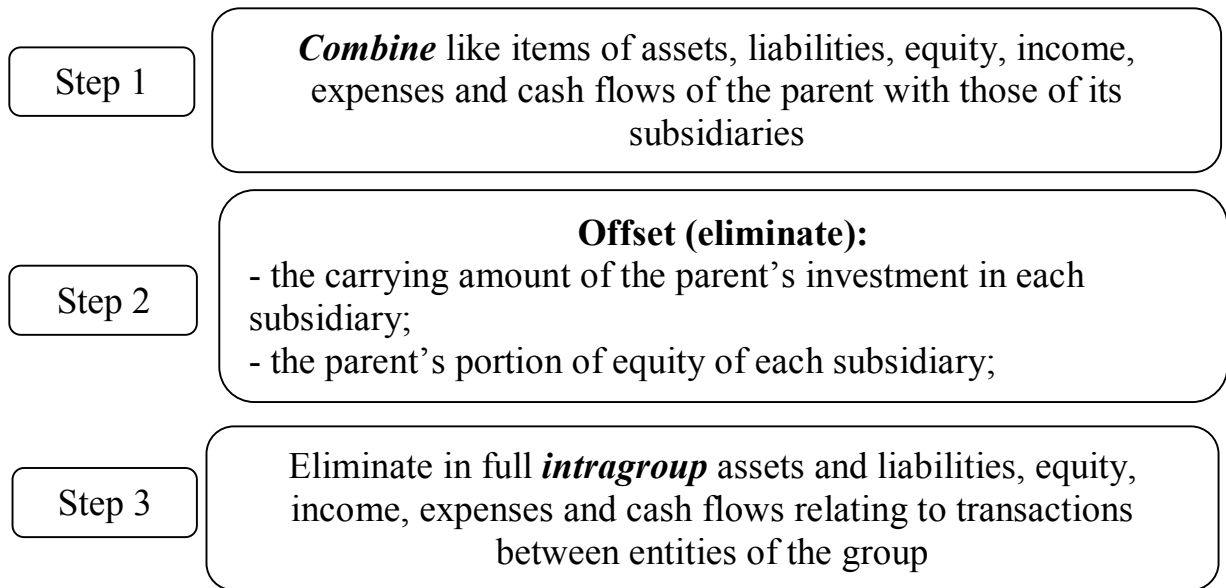 Step 1
Combine like items of assets, liabilities, equity, income,
expenses and cash flows of the parent with those of its
subsidiaries
Step 2
Offset (eliminate):
- the carrying amount of the parent’s investment in each
subsidiary;
- the parent’s portion of equity of each subsidiary;
Step 3
Eliminate in full intragroup assets and liabilities, equity,
income, expenses and cash flows relating to transactions
between entities of the group